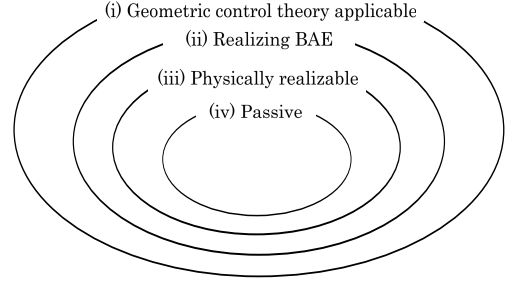 (i) Geometric control theory applicable
(ii) Realizing BAE
(iii) Physically realizable
(iv) Passive